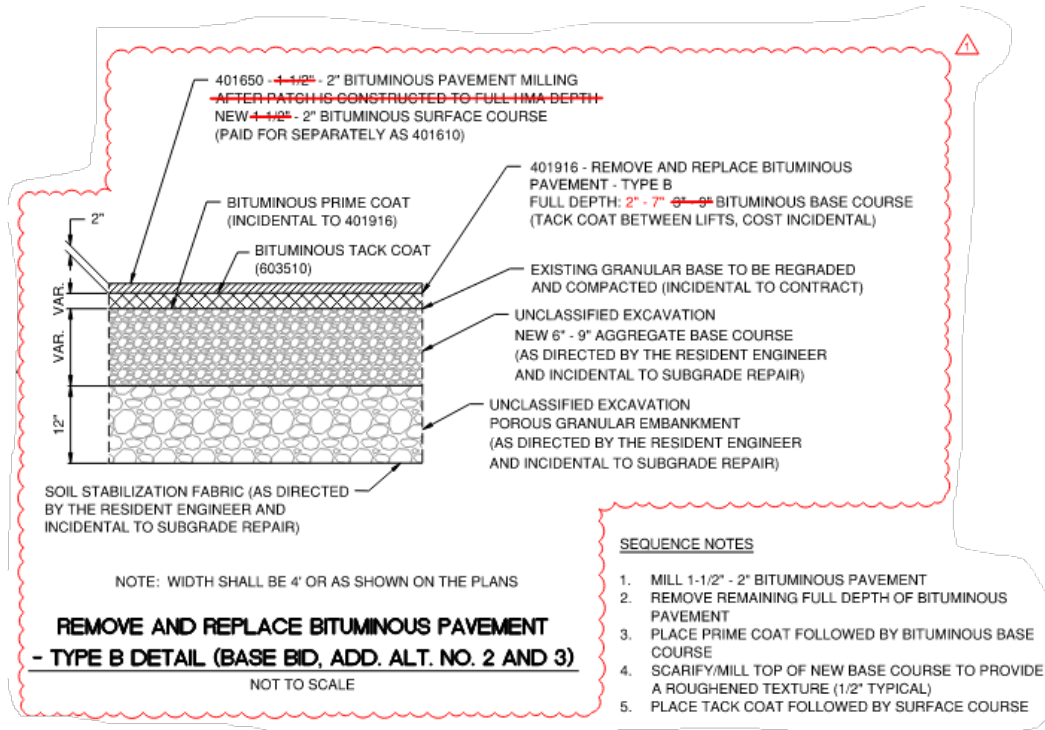 1
401650 - 1-1/2" - 2" BITUMINOUS PAVEMENT MILLING
AFTER PATCH IS CONSTRUCTED TO FULL HMA DEPTH
NEW 1-1/2" - 2" BITUMINOUS SURFACE COURSE
(PAID FOR SEPARATELY AS 401610)
401916 - REMOVE AND REPLACE BITUMINOUS
PAVEMENT - TYPE B
FULL DEPTH: 2" - 7" 3" - 9" BITUMINOUS BASE COURSE
(TACK COAT BETWEEN LIFTS, COST INCIDENTAL)
BITUMINOUS PRIME COAT
(INCIDENTAL TO 401916)
2"
BITUMINOUS TACK COAT
(603510)
EXISTING GRANULAR BASE TO BE REGRADED
AND COMPACTED (INCIDENTAL TO CONTRACT)
VAR.
UNCLASSIFIED EXCAVATION
NEW 6" - 9" AGGREGATE BASE COURSE
(AS DIRECTED BY THE RESIDENT ENGINEER
AND INCIDENTAL TO SUBGRADE REPAIR)
VAR.
UNCLASSIFIED EXCAVATION
POROUS GRANULAR EMBANKMENT
(AS DIRECTED BY THE RESIDENT ENGINEER
AND INCIDENTAL TO SUBGRADE REPAIR)
12"
SOIL STABILIZATION FABRIC (AS DIRECTED
BY THE RESIDENT ENGINEER AND
INCIDENTAL TO SUBGRADE REPAIR)
NOTE: WIDTH SHALL BE 4' OR AS SHOWN ON THE PLANS
REMOVE AND REPLACE BITUMINOUS PAVEMENT
- TYPE B DETAIL (BASE BID, ADD. ALT. NO. 2 AND 3)
NOT TO SCALE
SEQUENCE NOTES
1. MILL 1-1/2" - 2" BITUMINOUS PAVEMENT
2. REMOVE REMAINING FULL DEPTH OF BITUMINOUS
PAVEMENT
3. PLACE PRIME COAT FOLLOWED BY BITUMINOUS BASE
COURSE
4. SCARIFY/MILL TOP OF NEW BASE COURSE TO PROVIDE
A ROUGHENED TEXTURE (1/2" TYPICAL)
5. PLACE TACK COAT FOLLOWED BY SURFACE COURSE